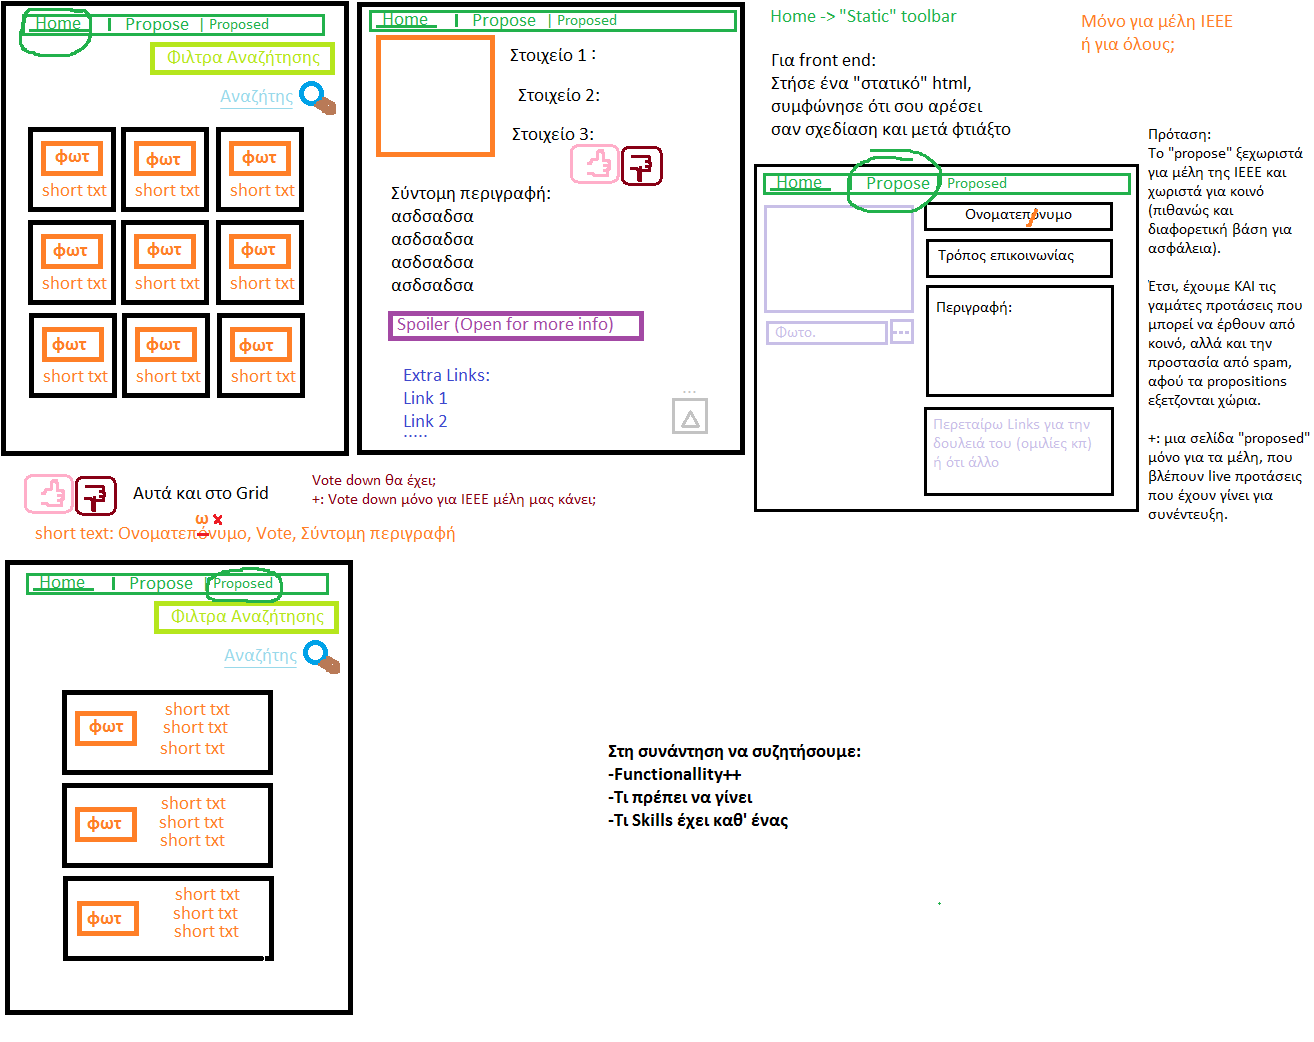 Home | Propose | Proposed
Φιλτρα Αναζήτησης
Αναζήτης
φωτ φωτ φωτ
short txt short txt short txt
φωτ φωτ φωτ
short txt short txt short txt
φωτ φωτ φωτ
short txt short txt short txt
Home | Propose | Proposed
Στοιχείο 1 :
Στοιχείο 2:
Στοιχείο 3:
Σύντομη περιγραφή:
ασδσαδσα
ασδσαδσα
ασδσαδσα
ασδσαδσα
Spoiler (Open for more info)
Extra Links:
Link 1
Link 2
.....
...
Home -> "Static" toolbar
Για front end:
Στήσε ένα "στατικό" html,
συμφώνησε ότι σου αρέσει
σαν σχεδίαση και μετά φτιάξτο
Μόνο για μέλη ΙΕΕΕ
ή για όλους;
Home | Propose | Proposed
Ονοματεπόνυμο
Τρόπος επικοινωνίας
Περιγραφή:
Φωτο. ---
Περεταίρω Links για την
δουλειά του (ομιλίες κπ)
ή ότι άλλο
Πρόταση:
Το "propose" ξεχωριστά
για μέλη της ΙΕΕΕ και
χωριστά για κοινό
(πιθανώς και
διαφορετική βάση για
ασφάλεια).
Έτσι, έχουμε ΚΑΙ τις
γαμάτες προτάσεις που
μπορεί να έρθουν από
κοινό, αλλά και την
προστασία από spam,
αφού τα propositions
εξετζονται χώρια.
+: μια σελίδα "proposed"
μόνο για τα μέλη, που
βλέπουν live προτάσεις
που έχουν γίνει για
συνέντευξη.
Αυτά και στο Grid
Vote down θα έχει;
+: Vote down μόνο για ΙΕΕΕ μέλη μας κάνει;
ω x
short text: Ονοματεπόνυμο, Vote, Σύντομη περιγραφή
Home | Propose | Proposed
Φιλτρα Αναζήτησης
Αναζήτης
φωτ
short txt
short txt
short txt
φωτ
short txt
short txt
short txt
φωτ
short txt
short txt
short txt
Στη συνάντηση να συζητήσουμε:
-Functionallity++
-Τι πρέπει να γίνει
-Τι Skills έχει καθ' ένας